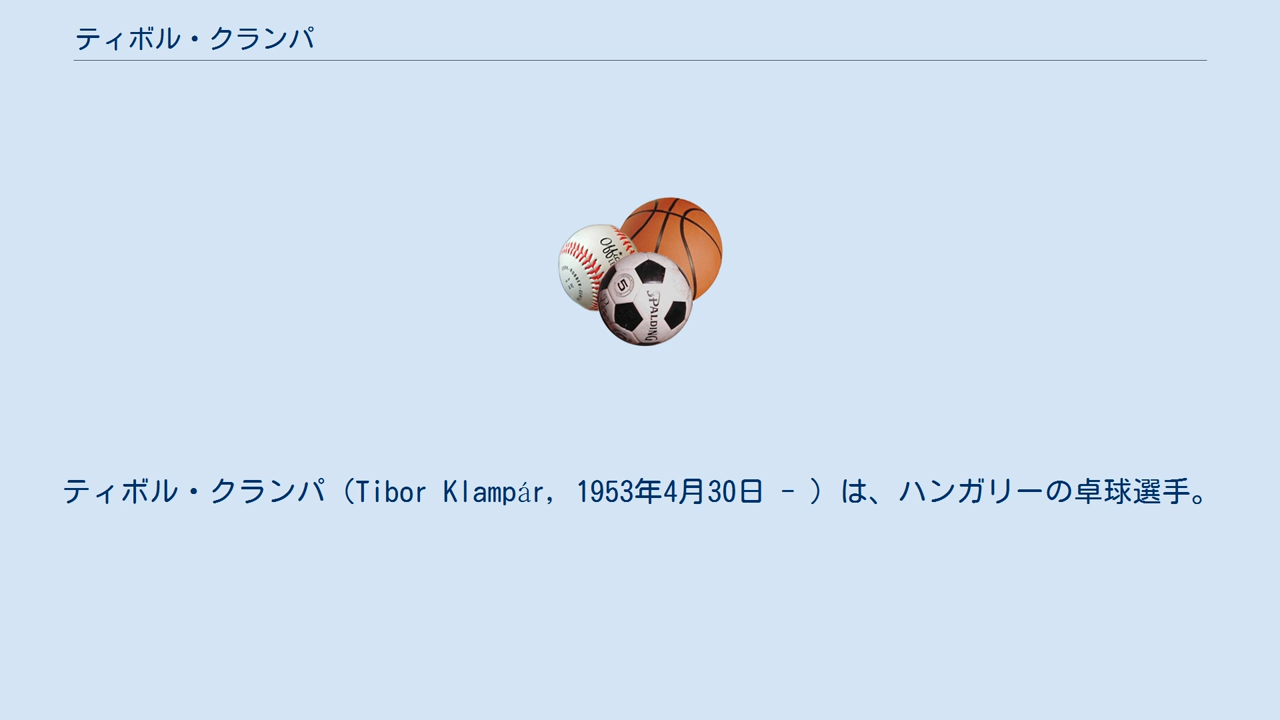 ティボル・クランパ
Official
5
SPALDING
ティボル・クランパ（Tibor Klampár, 1953年4月30日 - ）は、ハンガリーの卓球選手。